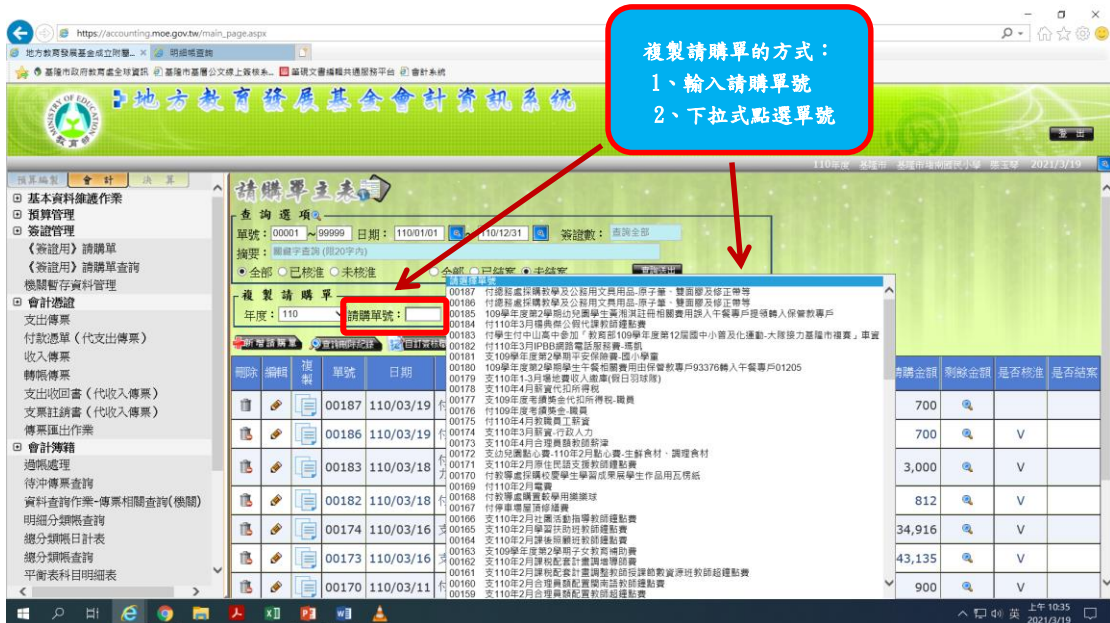 https://accounting.moe.gov.tw/main_page.aspx
地方教育發展基金成立附屬...
明細帳查詢
基隆市政府教育處全球資訊
基隆市基層公文線上簽核系...
筆硯文書編輯共通服務平台
會計系統
複製請購單的方式：
1、輸入請購單號
2、下拉式點選單號
地方教育發展基金會計資訊系統
登出
110年度 基隆市
2021/3/19
預算編製 會計 決算
基本資料維護作業
預算管理
簽證管理
《簽證用》請購單
《簽證用》請購單查詢
機關暫存資料管理
會計憑證
支出傳票
付款憑單（代支出傳票）
收入傳票
轉帳傳票
支出收回書（代收入傳票）
支票註銷書（代收入傳票）
傳票匯出作業
會計簿籍
過帳處理
待沖傳票查詢
資料查詢作業-傳票相關查詢(機關)
明細分類帳查詢
總分類帳日計表
總分類帳查詢
平衡表科目明細表
請購單主表
查詢選項
單號：00001 ~ 99999 日期：110/01/01 ~ 110/12/31 簽證數：查詢全部
摘要：關鍵字查詢 (限20字內)
全部 已核准 未核准 全部 已結案 未結案
複製請購單
年度：110 請購單號：
新增請購單 查詢刪除記錄
請選擇單號
00187 付總務處採購教學及公務用文具用品-原子筆、雙面膠及修正帶等
00186 付總務處採購教學及公務用文具用品-原子筆、雙面膠及修正帶等
00185 109學年度第2學期幼兒園學生黃湘淇註冊相關費用誤入午餐專戶提領轉入保管款專戶
00184 付110年3月楊典傑公假代課教師鐘點費
00183 付學生付中山高中參加「教育部109學年度第12屆國中小普及化運動-大隊接力基隆市複賽」車資
00182 付110年3月IPBB網路電話服務費-瑪凱
00181 支109學年度第2學期平安保險費-國小學童
00180 109學年度第2學期學生午餐相關費用由保管款專戶93376轉入午餐專戶01205
00179 支110年1-3月場地費收入繳庫(假日羽球隊)
00178 支110年4月薪資代扣所得稅
00177 支109年度考績獎金代扣所得稅-職員
00176 付109年度考績獎金-職員
00175 付110年4月教職員工薪資
00174 支110年3月薪資-行政人力
00173 支110年4月合理員額教師薪津
00172 支幼兒園點心費-110年2月點心費-生鮮食材、調理食材
00171 支110年2月原住民語支援教師鐘點費
00170 付教導處採購校慶學生學習成果展學生作品用瓦楞紙
00169 付110年2月電費
00168 付教導處購置教學用樂樂球
00167 付停車場屋頂修繕費
00166 支110年2月社團活動指導教師鐘點費
00165 支110年2月學習扶助班教師鐘點費
00164 支110年2月課後照顧班教師鐘點費
00163 支109學年度第2學期子女教育補助費
00162 支110年2月課稅配套計畫調增導師費
00161 支110年2月課稅配套計畫調整教師授課節數資源班教師超鐘點費
00160 支110年2月合理員額配置閩南語教師鐘點費
00159 支110年2月合理員額配置教師超鐘點費
刪除 編輯 複製 單號 日期 請購金額 剩餘金額 是否核准 是否結案
00187 110/03/19 付 700
00186 110/03/19 付 700 V
00183 110/03/18 付 3,000 V
00182 110/03/18 付 812 V
00174 110/03/16 支 34,916 V
00173 110/03/16 支 43,135 V
00170 110/03/11 付 900 V
英
上午 10:35
2021/3/19